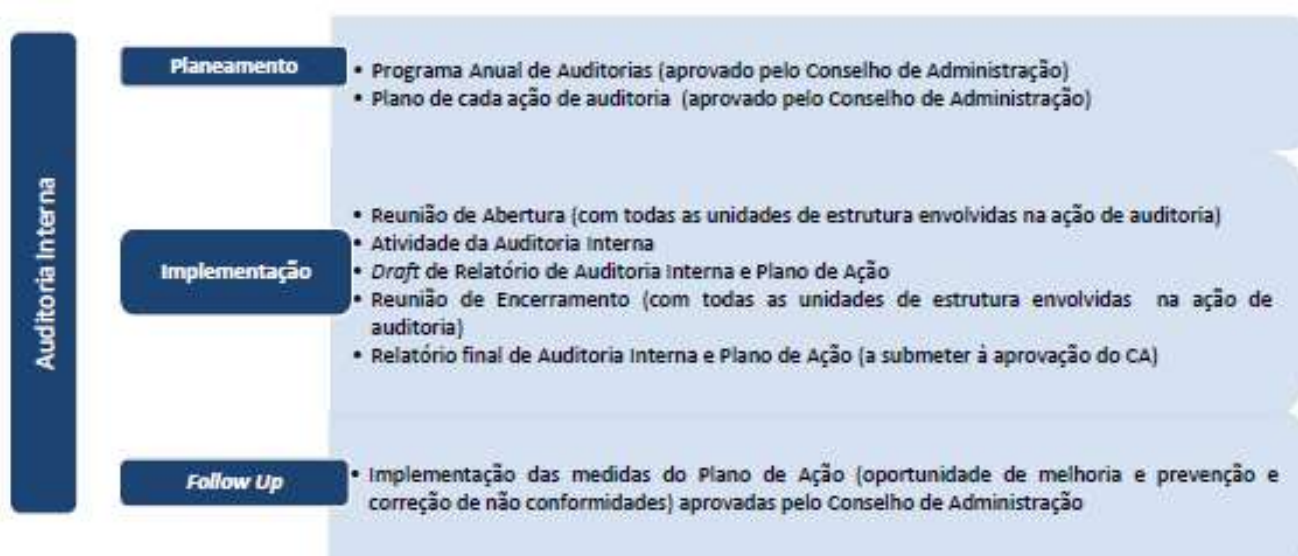 Auditoria Interna
Planeamento
• Programa Anual de Auditorias (aprovado pelo Conselho de Administração)
• Plano de cada ação de auditoria (aprovado pelo Conselho de Administração)
Implementação
• Reunião de Abertura (com todas as unidades de estrutura envolvidas na ação de auditoria)
• Atividade da Auditoria Interna
• Draft de Relatório de Auditoria Interna e Plano de Ação
• Reunião de Encerramento (com todas as unidades de estrutura envolvidas na ação de
auditoria)
• Relatório final de Auditoria Interna e Plano de Ação (a submeter à aprovação do CA)
Follow Up
• Implementação das medidas do Plano de Ação (oportunidade de melhoria e prevenção e
correção de não conformidades) aprovadas pelo Conselho de Administração